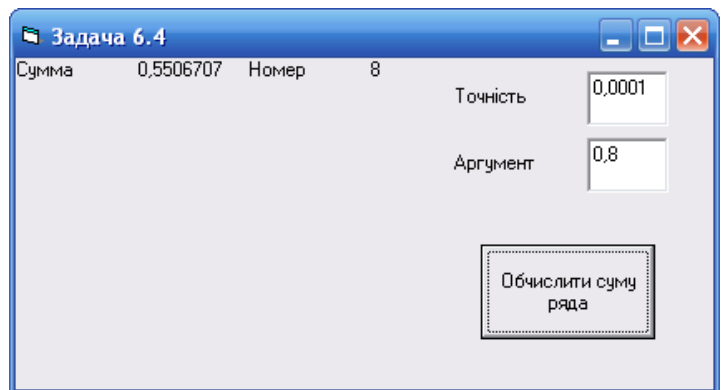 Задача 6.4
Сумма 0,5506707 Номер 8
Точність 0,0001
Аргумент 0,8
Обчислити суму
ряда